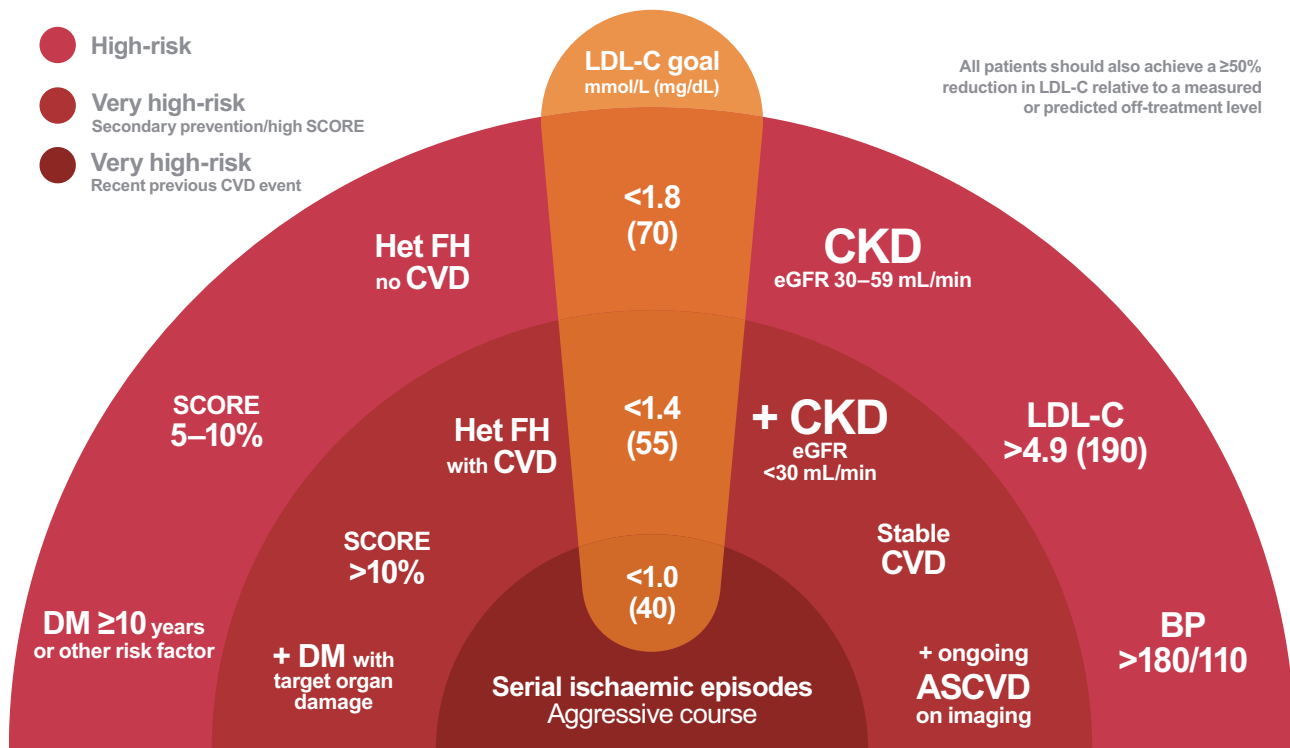 High-risk
Very high-risk
Secondary prevention/high SCORE
Very high-risk
Recent previous CVD event
LDL-C goal
mmol/L (mg/dL)
All patients should also achieve a ≥50%
reduction in LDL-C relative to a measured
or predicted off-treatment level
<1.8
(70)
Het FH
no CVD
CKD
eGFR 30–59 mL/min
SCORE
5–10%
LDL-C
>4.9 (190)
DM ≥10 years
or other risk factor
BP
>180/110
<1.4
(55)
Het FH
with CVD
+ CKD
eGFR
<30 mL/min
SCORE
>10%
Stable
CVD
+ DM with
target organ
damage
+ ongoing
ASCVD
on imaging
<1.0
(40)
Serial ischaemic episodes
Aggressive course